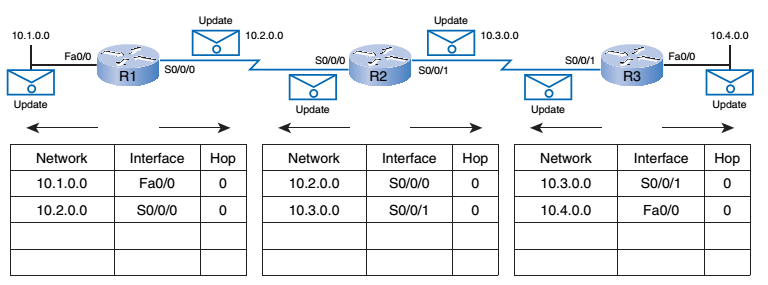 Update
Update
10.1.0.0
10.2.0.0
10.3.0.0
10.4.0.0
Fa0/0
R1
S0/0/0
S0/0/0
R2
S0/0/1
S0/0/1
R3
Fa0/0
Update
Update
Update
Update
Network Interface Hop
10.1.0.0 Fa0/0 0
10.2.0.0 S0/0/0 0
Network Interface Hop
10.2.0.0 S0/0/0 0
10.3.0.0 S0/0/1 0
Network Interface Hop
10.3.0.0 S0/0/1 0
10.4.0.0 Fa0/0 0